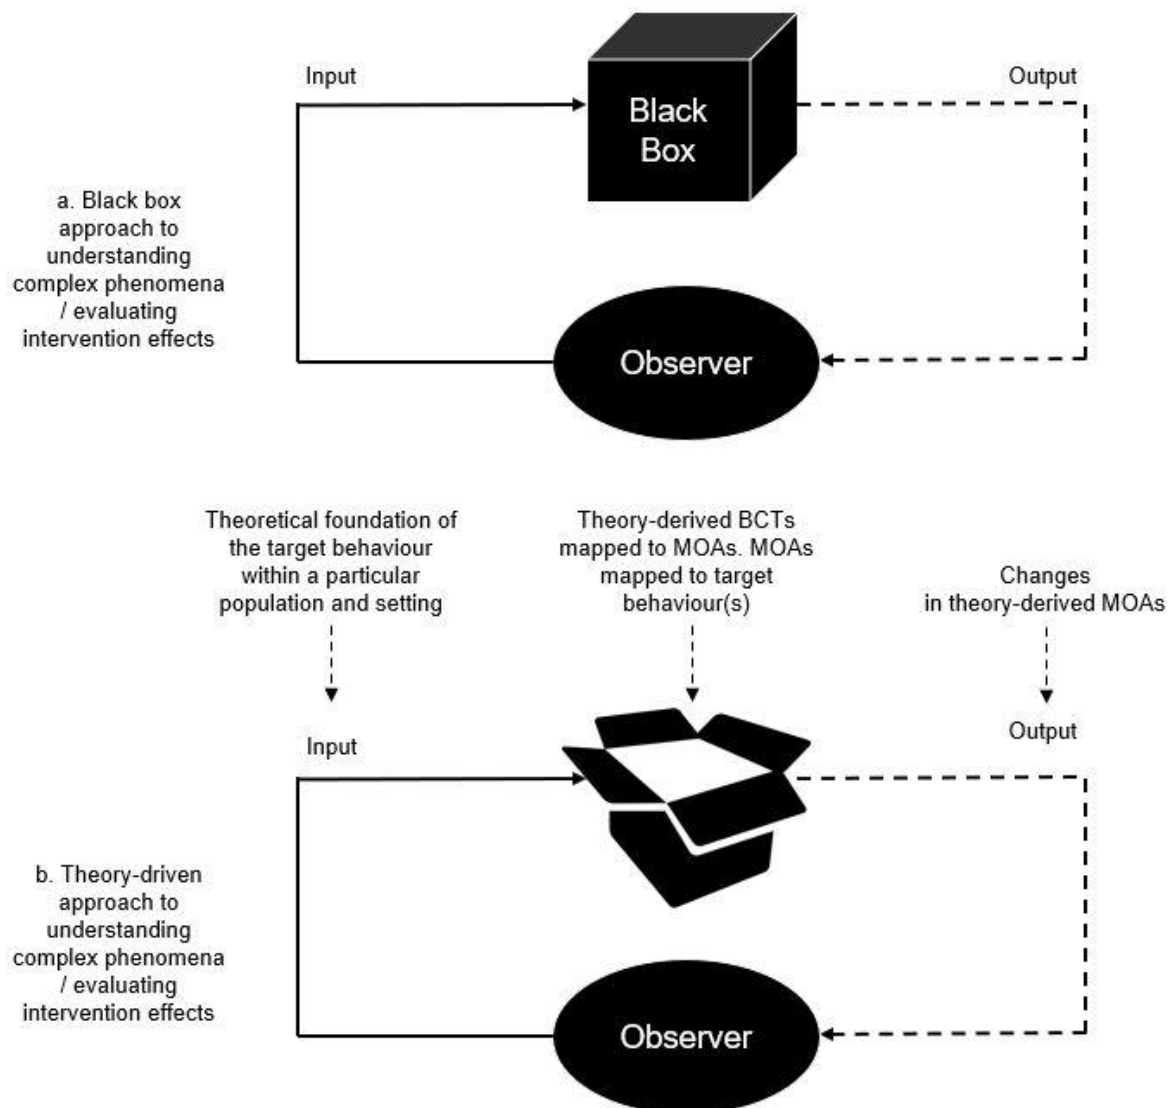 Input
Output
Black
Box
a. Black box
approach to
understanding
complex phenomena
/ evaluating
intervention effects
Observer
Theoretical foundation of
the target behaviour
within a particular
population and setting
Theory-derived BCTs
mapped to MOAs. MOAs
mapped to target
behaviour(s)
Changes
in theory-derived MOAs
Input
Output
b. Theory-driven
approach to
understanding
complex phenomena
/ evaluating
intervention effects
Observer